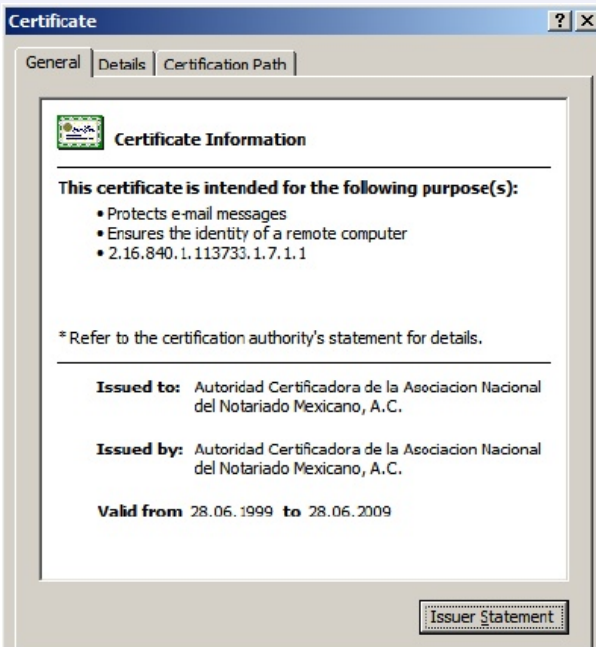 Certificate
General Details Certification Path
Certificate Information
This certificate is intended for the following purpose(s):
• Protects e-mail messages
• Ensures the identity of a remote computer
• 2.16.840.1.113733.1.7.1.1
* Refer to the certification authority's statement for details.
Issued to: Autoridad Certificadora de la Asociacion Nacional
del Notariado Mexicano, A.C.
Issued by: Autoridad Certificadora de la Asociacion Nacional
del Notariado Mexicano, A.C.
Valid from 28.06.1999 to 28.06.2009
Issuer Statement